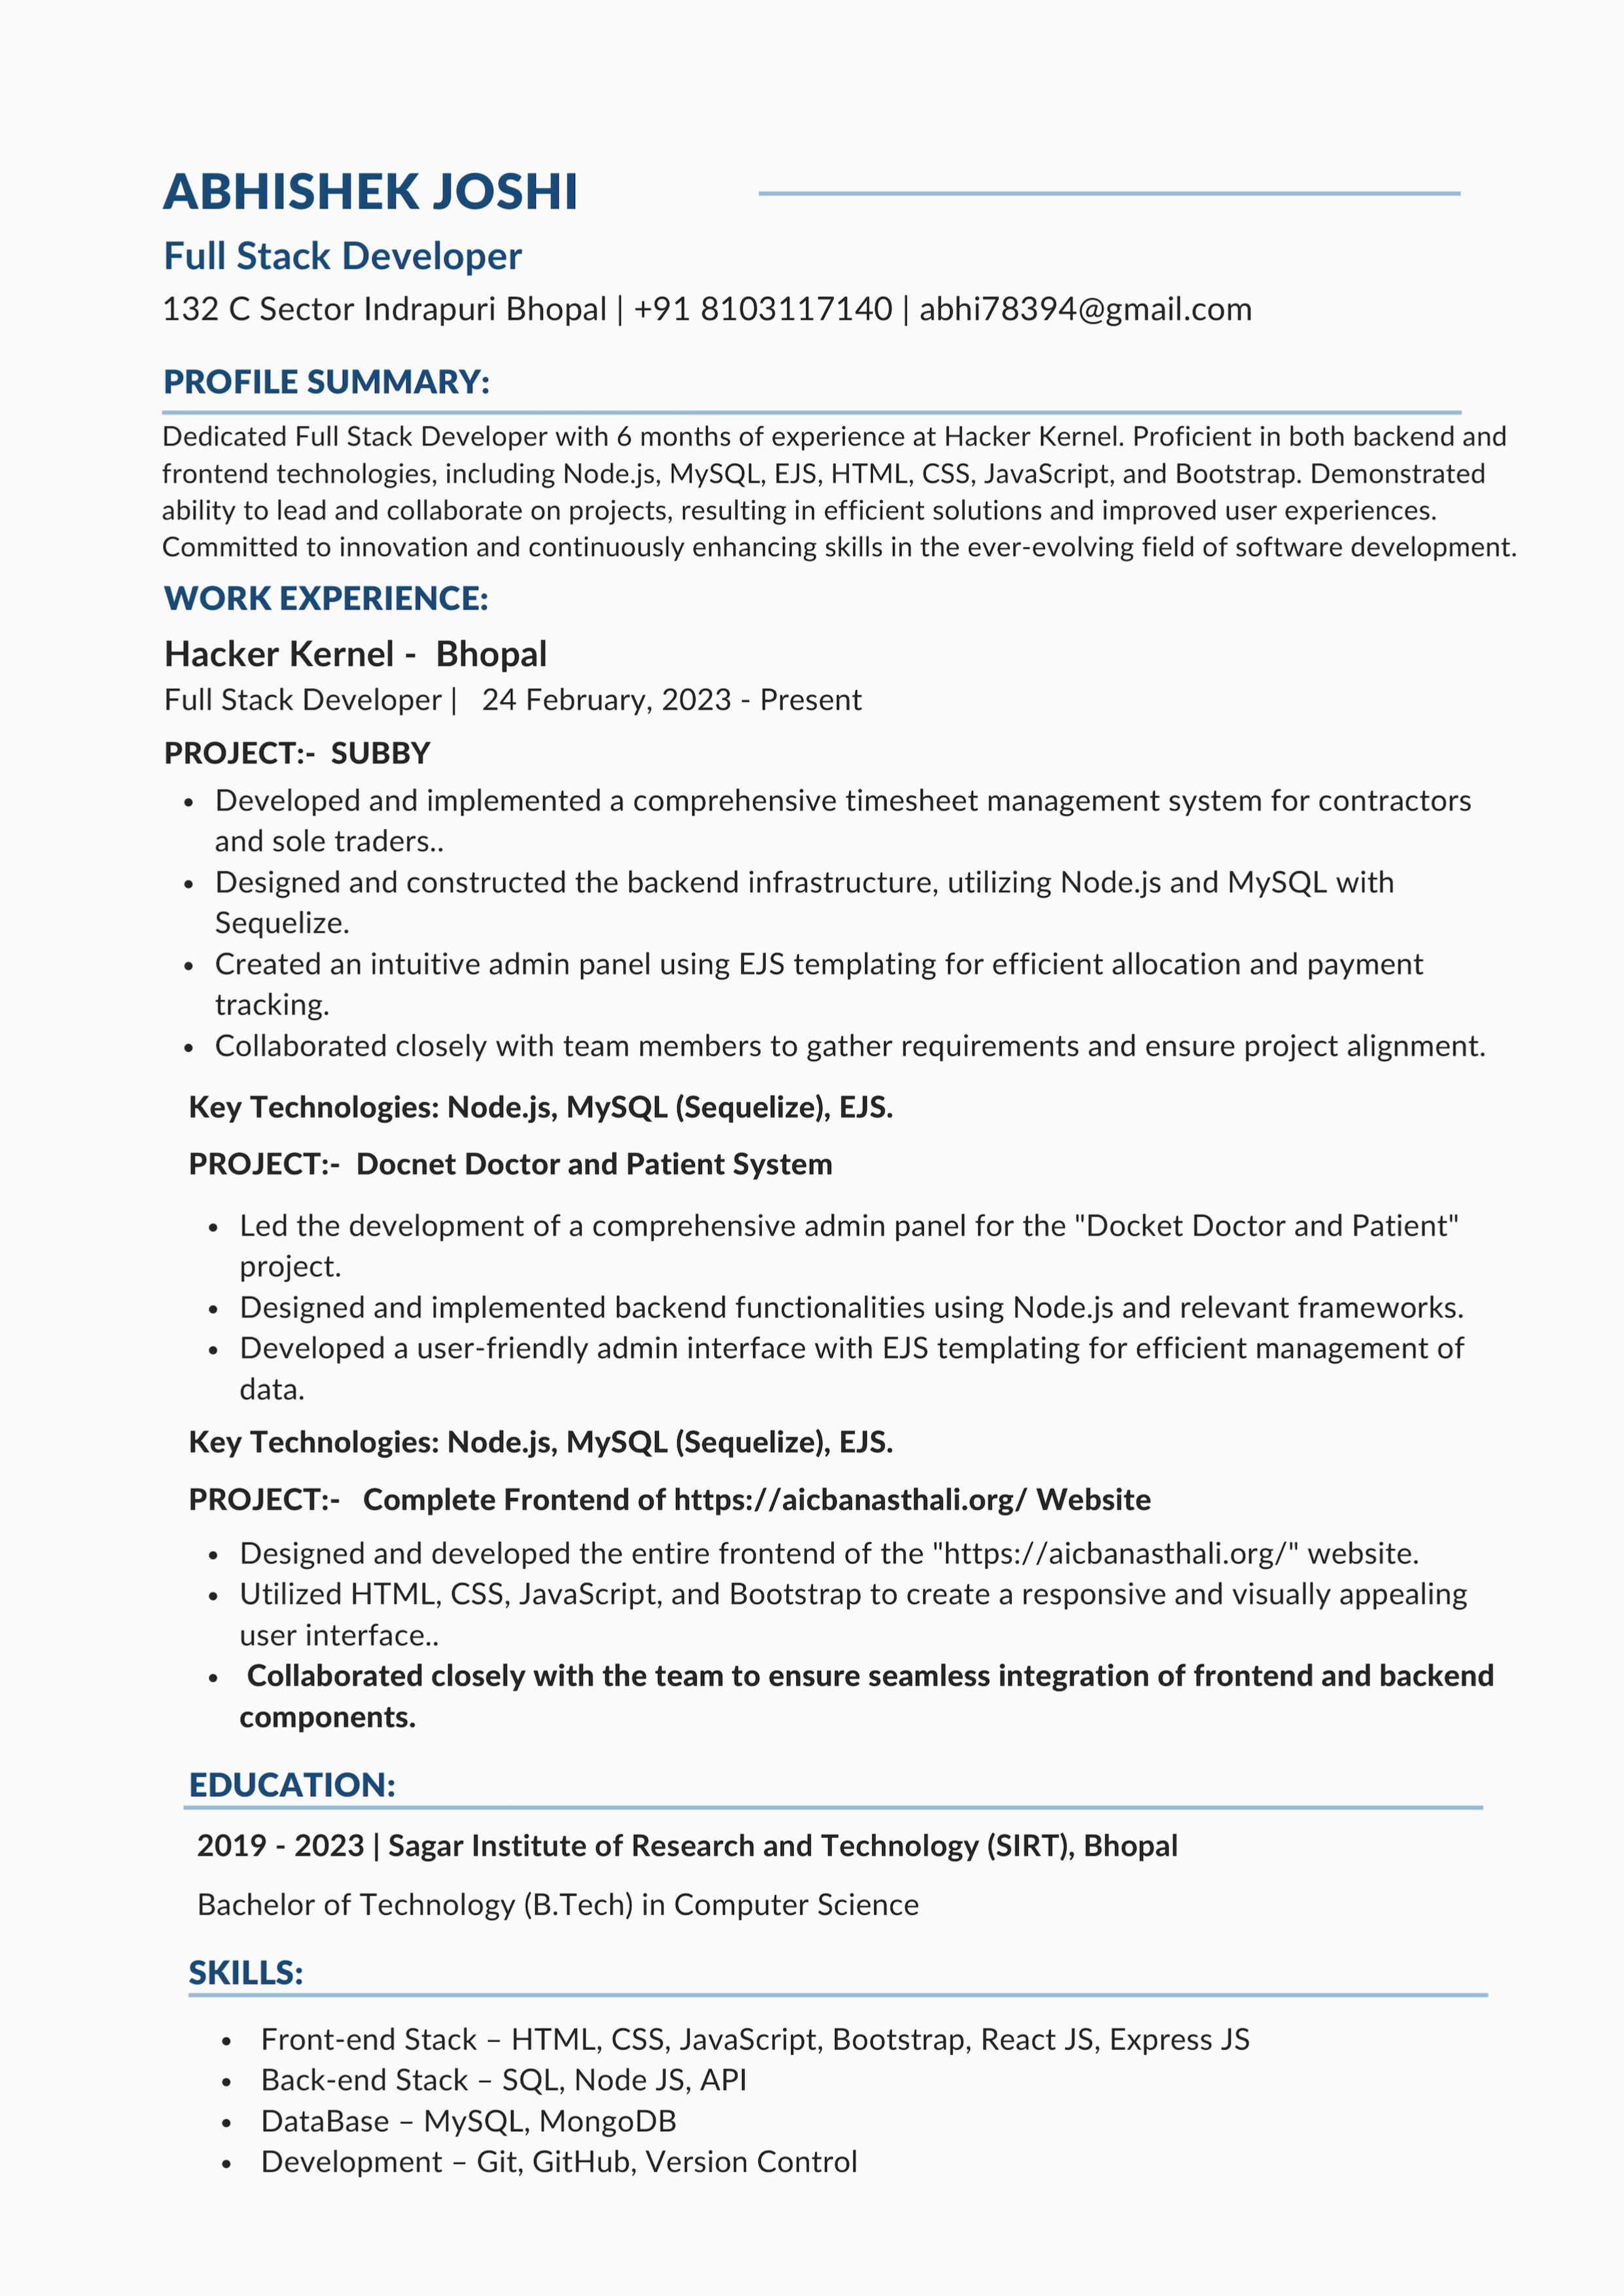 ABHISHEK JOSHI
Full Stack Developer
132 C Sector Indrapuri Bhopal | +91 8103117140 | abhi78394@gmail.com
PROFILE SUMMARY:
Dedicated Full Stack Developer with 6 months of experience at Hacker Kernel. Proficient in both backend and
frontend technologies, including Node.js, MySQL, EJS, HTML, CSS, JavaScript, and Bootstrap. Demonstrated
ability to lead and collaborate on projects, resulting in efficient solutions and improved user experiences.
Committed to innovation and continuously enhancing skills in the ever-evolving field of software development.
WORK EXPERIENCE:
Hacker Kernel - Bhopal
Full Stack Developer | 24 February, 2023 - Present
PROJECT:- SUBBY
• Developed and implemented a comprehensive timesheet management system for contractors
and sole traders..
• Designed and constructed the backend infrastructure, utilizing Node.js and MySQL with
Sequelize.
• Created an intuitive admin panel using EJS templating for efficient allocation and payment
tracking.
• Collaborated closely with team members to gather requirements and ensure project alignment.
Key Technologies: Node.js, MySQL (Sequelize), EJS.
PROJECT:- Docnet Doctor and Patient System
• Led the development of a comprehensive admin panel for the "Docket Doctor and Patient"
project.
• Designed and implemented backend functionalities using Node.js and relevant frameworks.
• Developed a user-friendly admin interface with EJS templating for efficient management of
data.
Key Technologies: Node.js, MySQL (Sequelize), EJS.
PROJECT:- Complete Frontend of https://aicbanasthali.org/ Website
• Designed and developed the entire frontend of the "https://aicbanasthali.org/" website.
• Utilized HTML, CSS, JavaScript, and Bootstrap to create a responsive and visually appealing
user interface..
• Collaborated closely with the team to ensure seamless integration of frontend and backend
components.
EDUCATION:
2019 - 2023 | Sagar Institute of Research and Technology (SIRT), Bhopal
Bachelor of Technology (B.Tech) in Computer Science
SKILLS:
• Front-end Stack – HTML, CSS, JavaScript, Bootstrap, React JS, Express JS
• Back-end Stack – SQL, Node JS, API
• DataBase – MySQL, MongoDB
• Development – Git, GitHub, Version Control